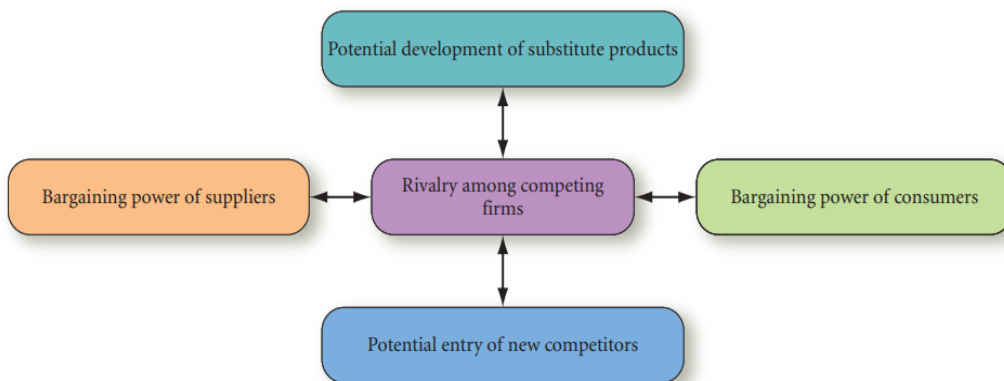 Potential development of substitute products
Bargaining power of suppliers
Rivalry among competing
firms
Bargaining power of consumers
Potential entry of new competitors